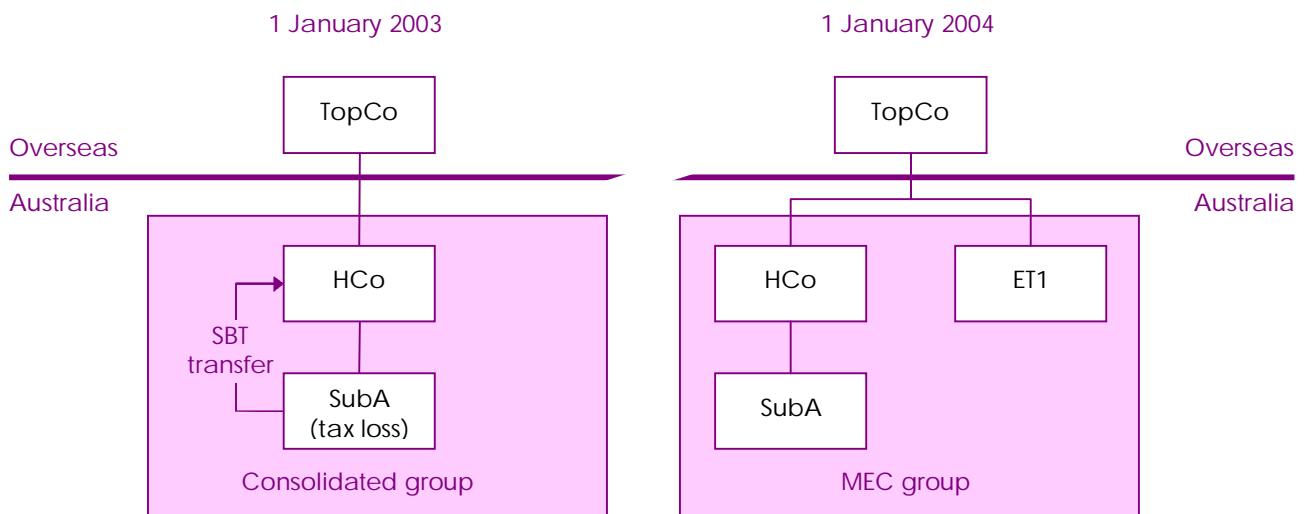 1 January 2003
1 January 2004
TopCo
TopCo
Overseas
Overseas
Australia
Australia
HCo
HCo
ET1
SBT
transfer
SubA
(tax loss)
SubA
Consolidated group
MEC group